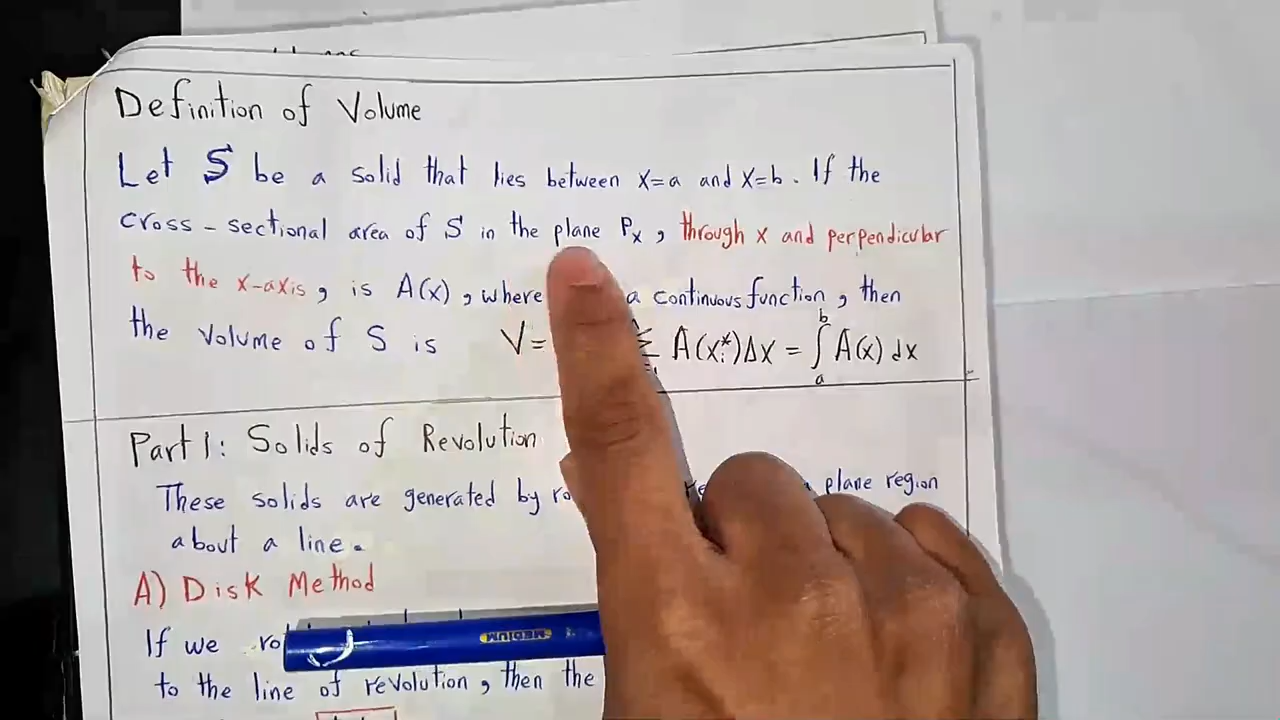 Definition of Volume
Let S be a solid that lies between x=a and x=b. If the
cross-sectional area of S in the plane Pₓ, through x and perpendicular
to the x-axis, is A(x), where a continuous function, then
the volume of S is V= A(xᵢ*)Δx = ∫ₐᵇ A(x) dx
Part 1: Solids of Revolution
These solids are generated by plane region
about a line.
A) Disk Method
If we
MEDIUM
to the line of revolution, then the